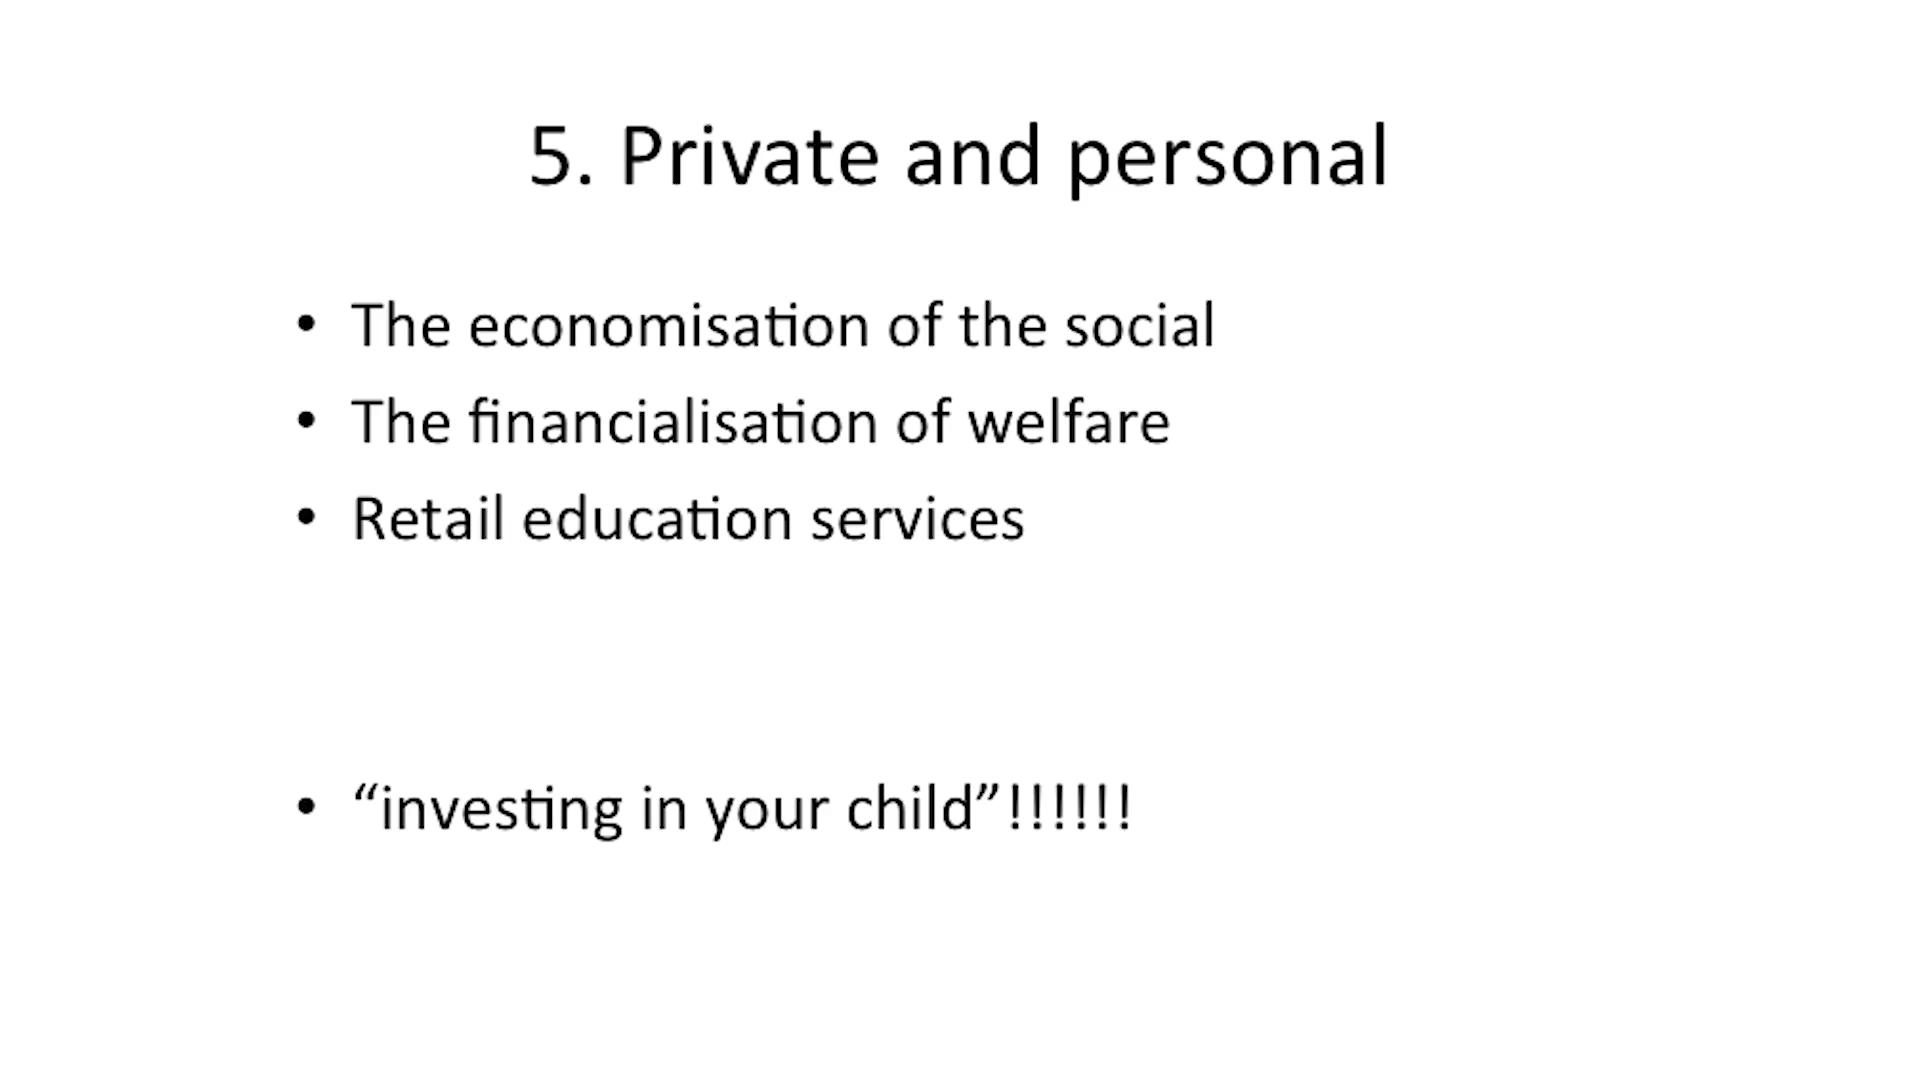 5. Private and personal
• The economisation of the social
• The financialisation of welfare
• Retail education services
• “investing in your child”!!!!!!